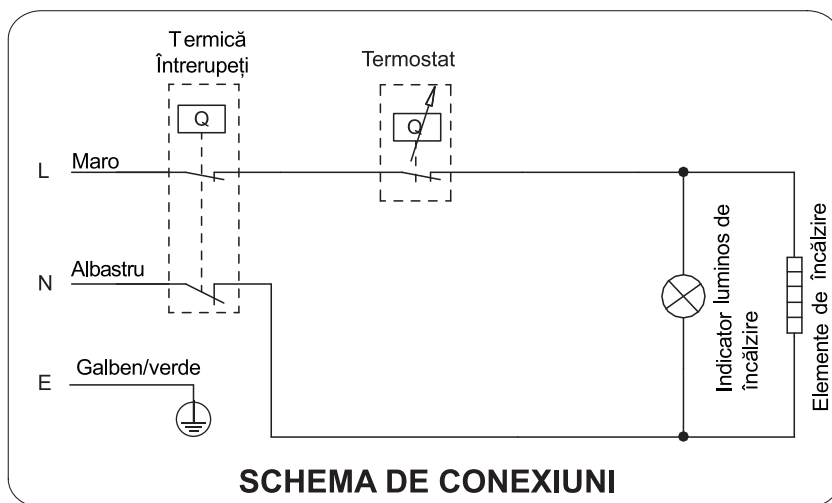 Termică
Întrerupeți
Termostat
Q
Q
L
Maro
N
Albastru
E
Galben/verde
Indicator luminos de
încălzire
Elemente de încălzire
SCHEMA DE CONEXIUNI